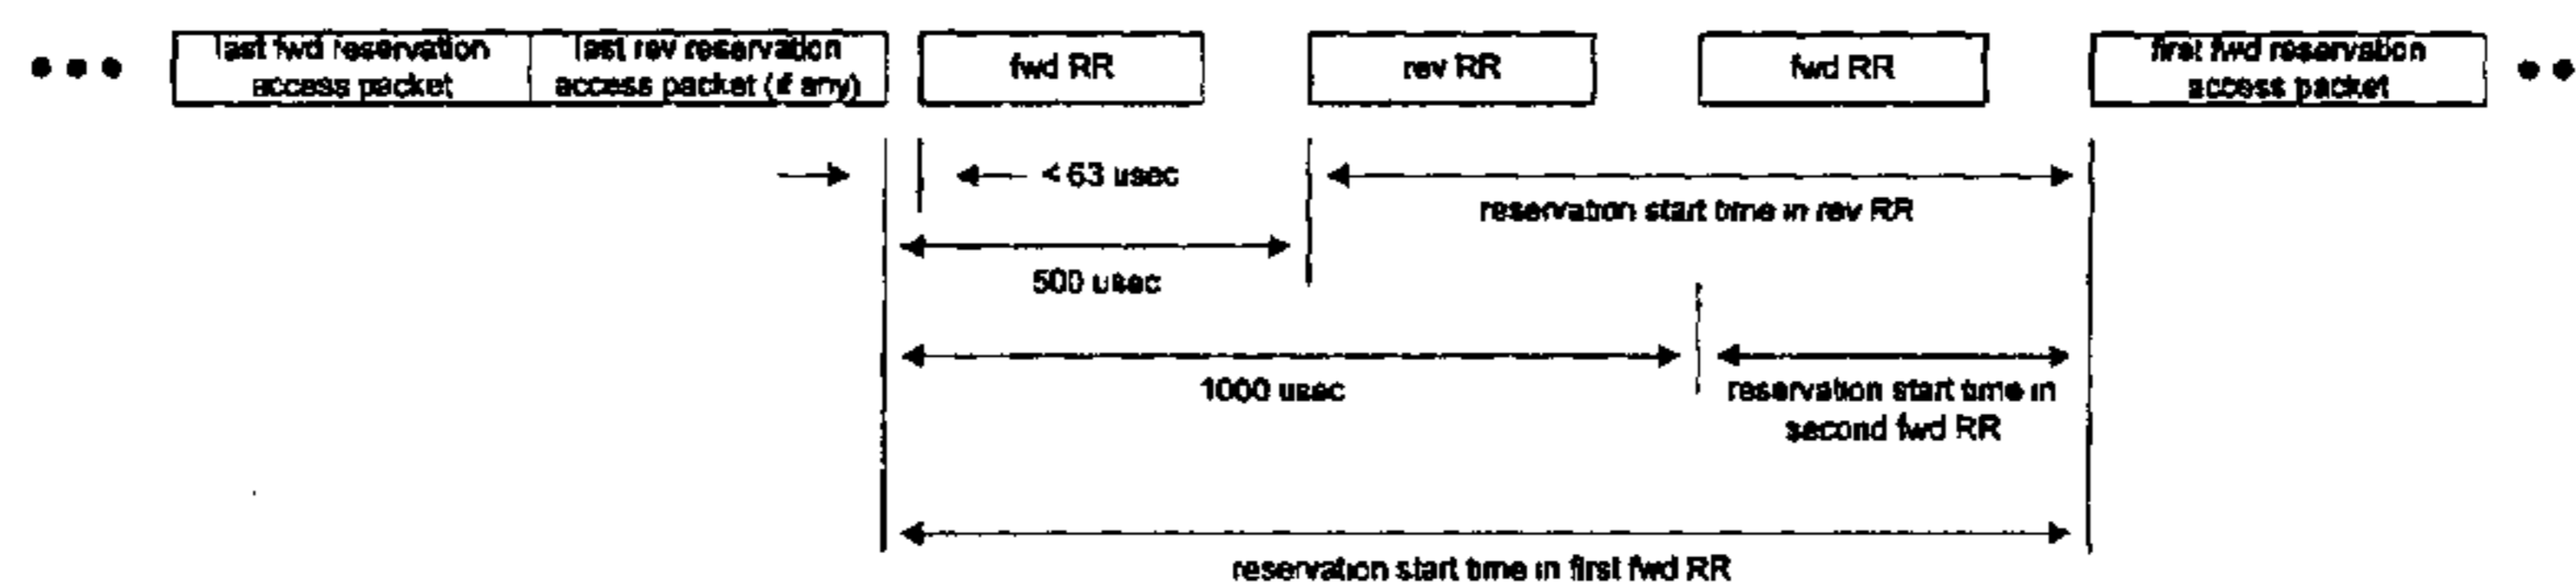 last fwd reservation
access packet
last rev reservation
access packet (if any)
fwd RR
rev RR
fwd RR
first fwd reservation
access packet
< 63 usec
reservation start time in rev RR
500 usec
1000 usec
reservation start time in
second fwd RR
reservation start time in first fwd RR